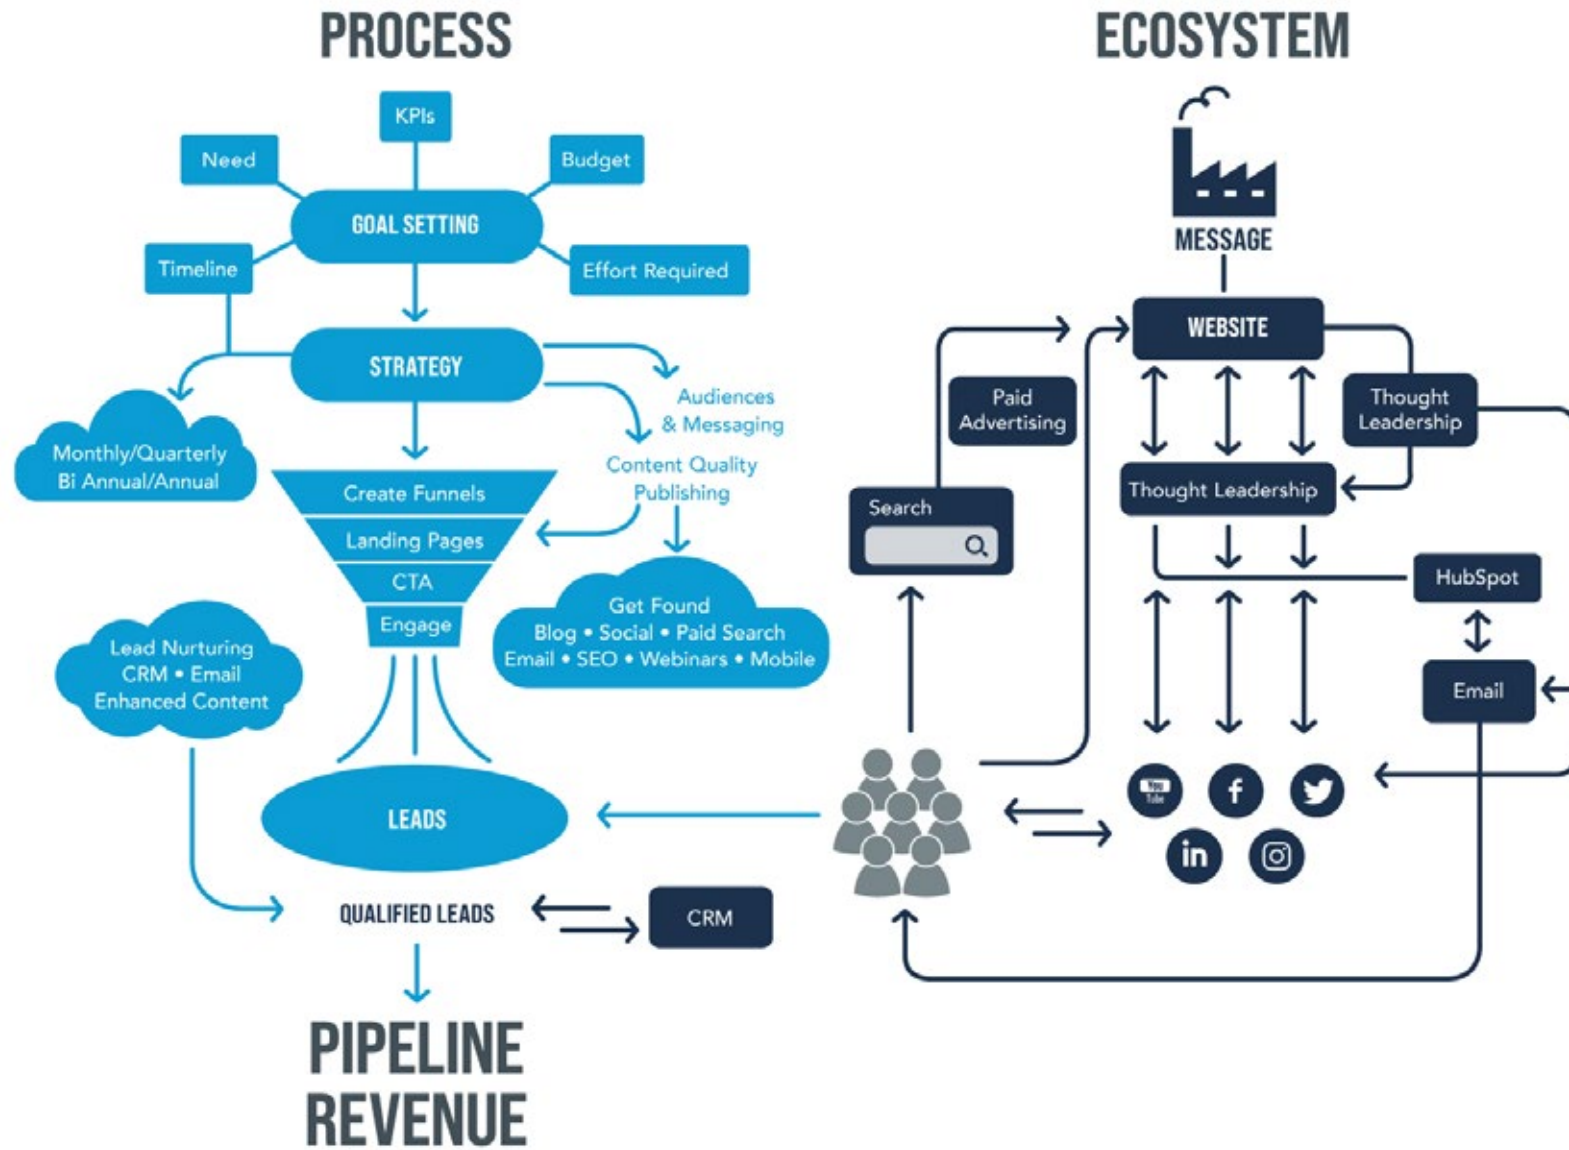 PROCESS
KPIs
Need
Budget
GOAL SETTING
Timeline
Effort Required
STRATEGY
Audiences
& Messaging
Monthly/Quarterly
Bi Annual/Annual
Content Quality
Publishing
Create Funnels
Landing Pages
CTA
Engage
Get Found
Blog • Social • Paid Search
Email • SEO • Webinars • Mobile
Lead Nurturing
CRM • Email
Enhanced Content
LEADS
QUALIFIED LEADS
CRM
PIPELINE
REVENUE
ECOSYSTEM
MESSAGE
WEBSITE
Paid
Advertising
Thought
Leadership
Thought Leadership
Search
HubSpot
Email
You
Tube
f
in